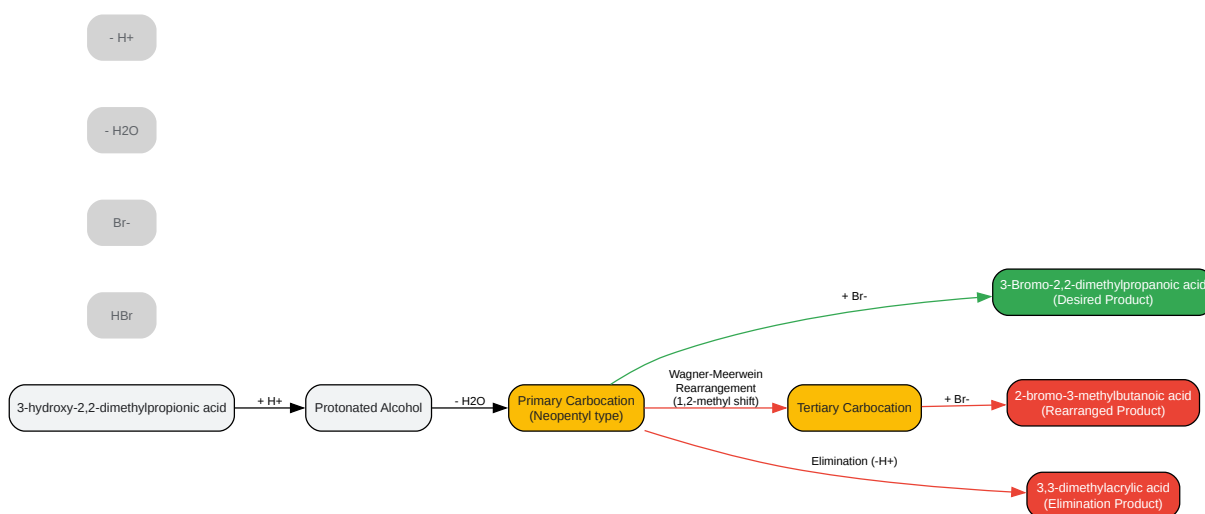 - H+
- H2O
Br-
HBr
3-hydroxy-2,2-dimethylpropionic acid
+ H+
Protonated Alcohol
- H2O
Primary Carbocation
(Neopentyl type)
+ Br-
3-Bromo-2,2-dimethylpropanoic acid
(Desired Product)
Wagner-Meerwein
Rearrangement
(1,2-methyl shift)
Tertiary Carbocation
+ Br-
2-bromo-3-methylbutanoic acid
(Rearranged Product)
Elimination (-H+)
3,3-dimethylacrylic acid
(Elimination Product)